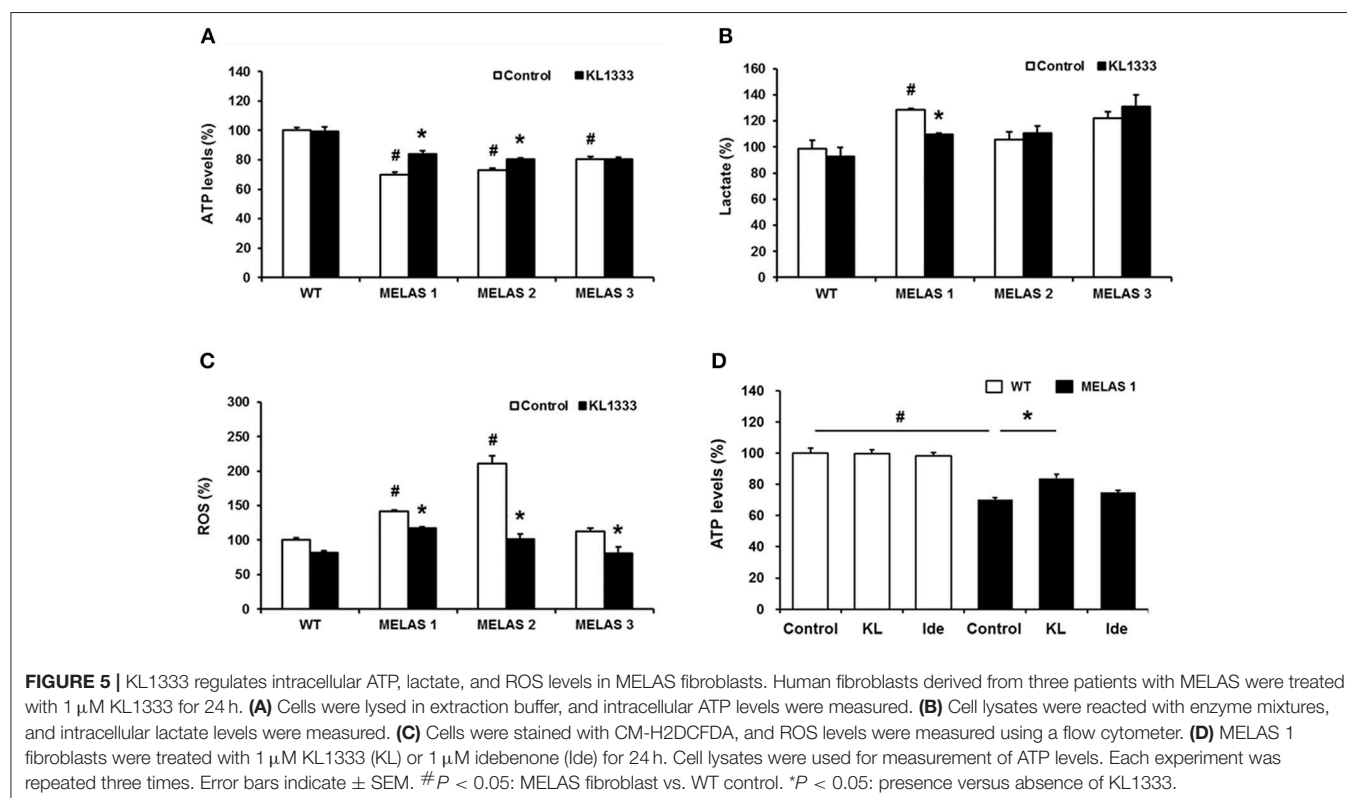 A
140
120
100
80
60
40
20
0
ATP levels (%)
Control KL1333
# * # * #
WT MELAS 1 MELAS 2 MELAS 3
B
160
140
120
100
80
60
40
20
0
Lactate (%)
Control KL1333
# *
WT MELAS 1 MELAS 2 MELAS 3
C
300
250
200
150
100
50
0
ROS (%)
Control KL1333
# * # * *
WT MELAS 1 MELAS 2 MELAS 3
D
140
120
100
80
60
40
20
0
ATP levels (%)
WT MELAS 1
# *
Control KL Ide Control KL Ide
FIGURE 5 | KL1333 regulates intracellular ATP, lactate, and ROS levels in MELAS fibroblasts. Human fibroblasts derived from three patients with MELAS were treated
with 1 μM KL1333 for 24 h. (A) Cells were lysed in extraction buffer, and intracellular ATP levels were measured. (B) Cell lysates were reacted with enzyme mixtures,
and intracellular lactate levels were measured. (C) Cells were stained with CM-H2DCFDA, and ROS levels were measured using a flow cytometer. (D) MELAS 1
fibroblasts were treated with 1 μM KL1333 (KL) or 1 μM idebenone (Ide) for 24 h. Cell lysates were used for measurement of ATP levels. Each experiment was
repeated three times. Error bars indicate ± SEM. #P < 0.05: MELAS fibroblast vs. WT control. *P < 0.05: presence versus absence of KL1333.